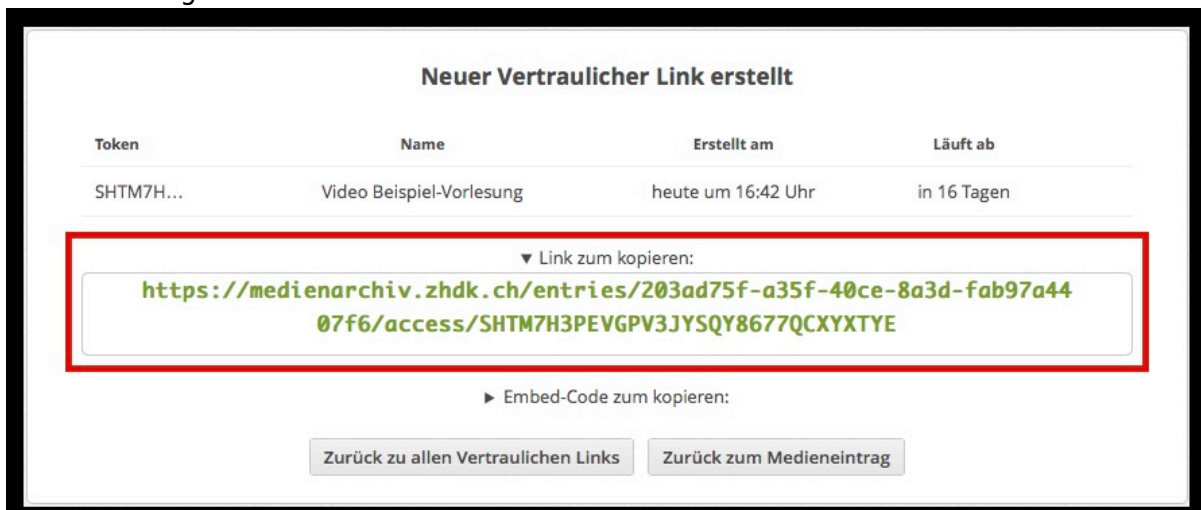 Neuer Vertraulicher Link erstellt
Token Name Erstellt am Läuft ab
SHTM7H... Video Beispiel-Vorlesung heute um 16:42 Uhr in 16 Tagen
▼ Link zum kopieren:
https://medienarchiv.zhdk.ch/entries/203ad75f-a35f-40ce-8a3d-fab97a44
07f6/access/SHTM7H3PEVGPV3JYSQY8677QCXYXTYE
► Embed-Code zum kopieren:
Zurück zu allen Vertraulichen Links Zurück zum Medieneintrag